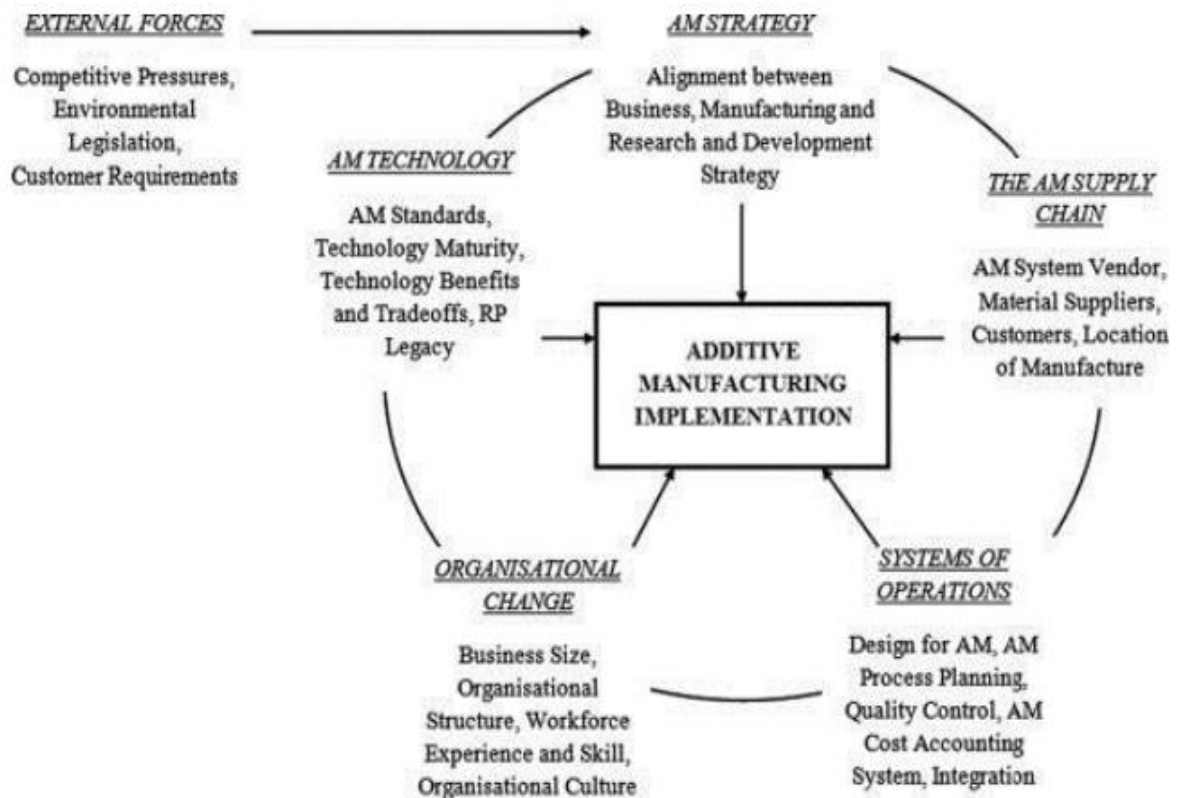 EXTERNAL FORCES
Competitive Pressures,
Environmental
Legislation,
Customer Requirements
AM STRATEGY
Alignment between
Business, Manufacturing and
Research and Development
Strategy
AM TECHNOLOGY
AM Standards,
Technology Maturity,
Technology Benefits
and Tradeoffs, RP
Legacy
THE AM SUPPLY
CHAIN
AM System Vendor,
Material Suppliers,
Customers, Location
of Manufacture
ADDITIVE
MANUFACTURING
IMPLEMENTATION
ORGANISATIONAL
CHANGE
Business Size,
Organisational
Structure, Workforce
Experience and Skill,
Organisational Culture
SYSTEMS OF
OPERATIONS
Design for AM, AM
Process Planning,
Quality Control, AM
Cost Accounting
System, Integration